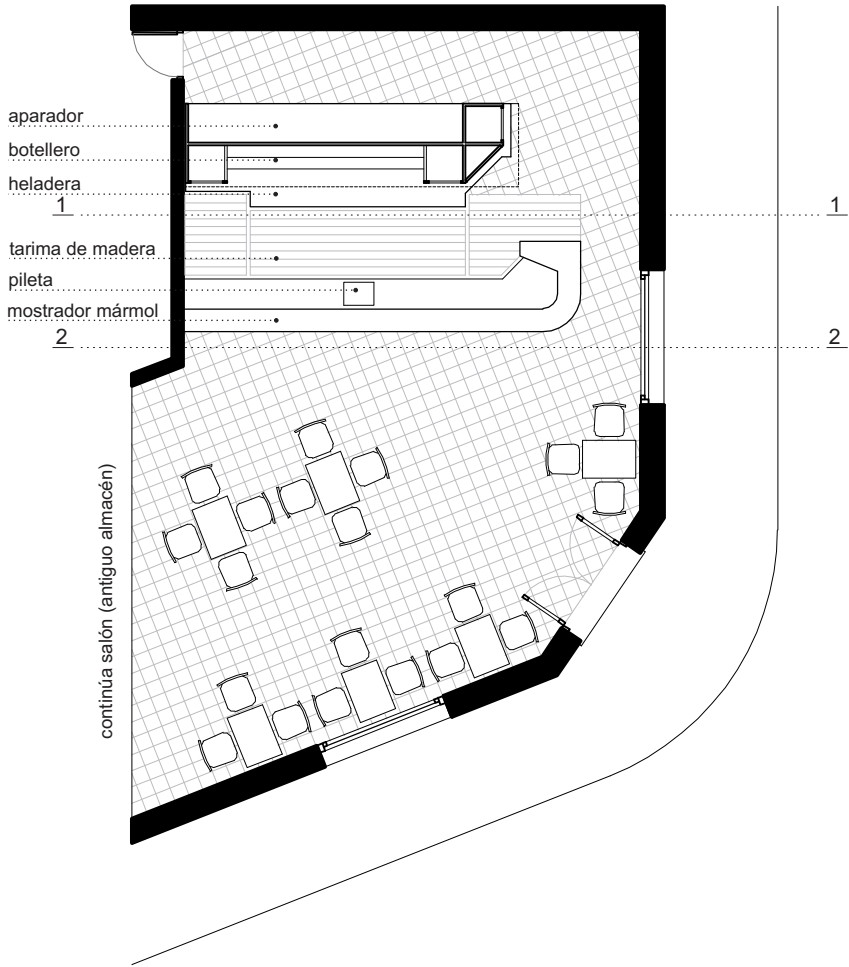 aparador
botellero
heladera
1 1
tarima de madera
pileta
mostrador mármol
2 2
continúa salón (antiguo almacén)